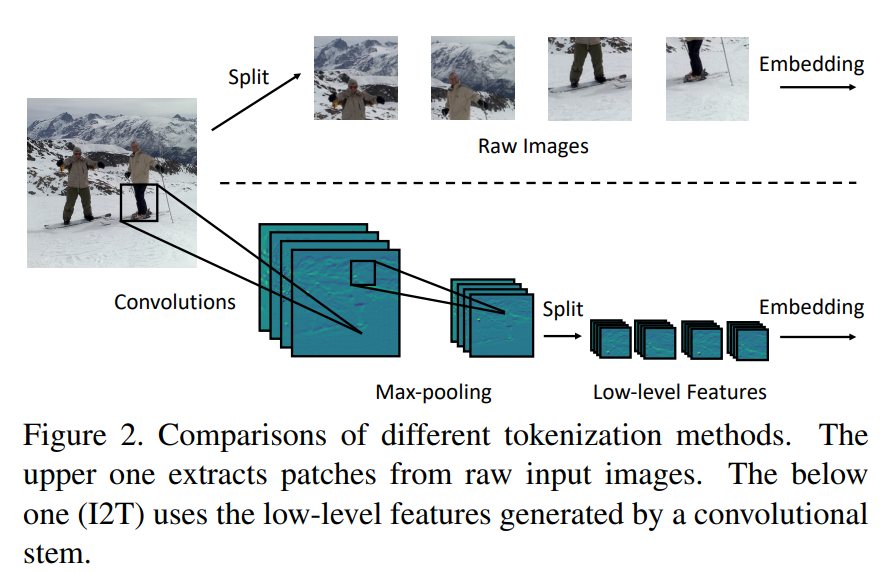 Split
Embedding
Raw Images
Convolutions
Split
Embedding
Max-pooling
Low-level Features
Figure 2. Comparisons of different tokenization methods. The
upper one extracts patches from raw input images. The below
one (I2T) uses the low-level features generated by a convolutional
stem.